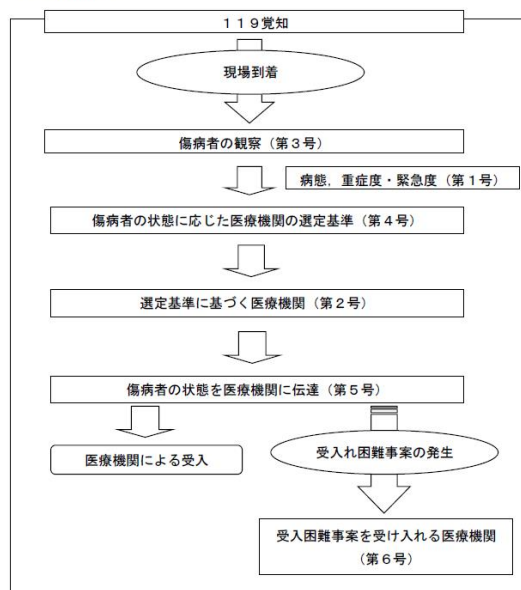 119覚知
現場到着
傷病者の観察（第３号）
病態，重症度・緊急度（第１号）
傷病者の状態に応じた医療機関の選定基準（第４号）
選定基準に基づく医療機関（第２号）
傷病者の状態を医療機関に伝達（第５号）
医療機関による受入
受入れ困難事案の発生
受入困難事案を受け入れる医療機関
（第６号）